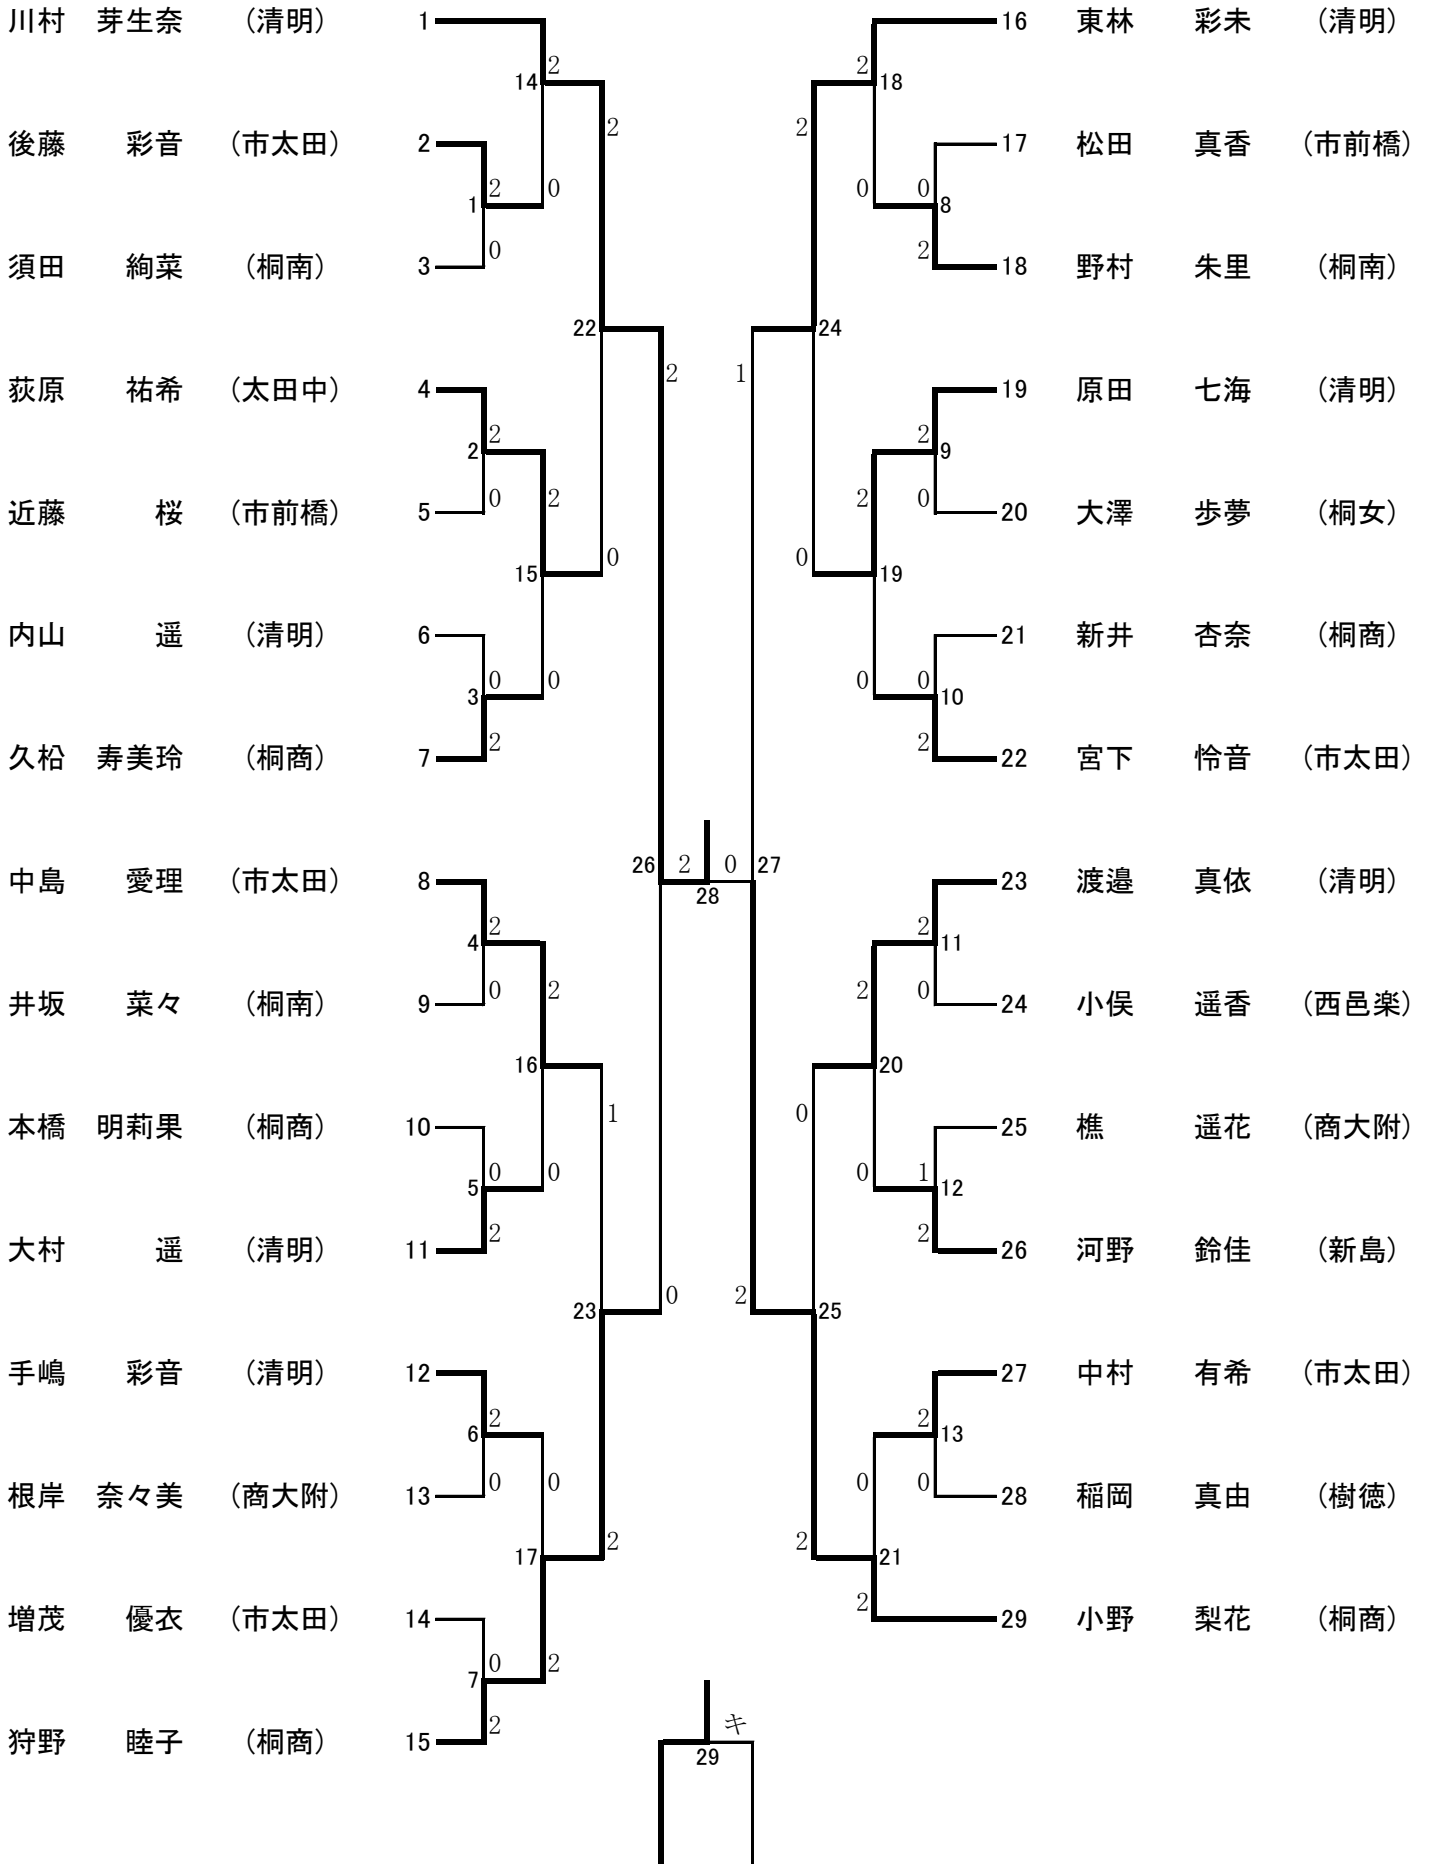 川村 芽生奈 （清明） 1 16 東林 彩未 （清明）
2 2
14 18
2 2
後藤 彩音 （市太田） 2 17 松田 真香 （市前橋）
2 0 0 0
1 8
0 2
須田 絢菜 （桐南） 3 18 野村 朱里 （桐南）
22 24
2 1
荻原 祐希 （太田中） 4 19 原田 七海 （清明）
2 2
2 9
0 2 2 0
近藤 桜 （市前橋） 5 20 大澤 歩夢 （桐女）
0 0
15 19
内山 遥 （清明） 6 21 新井 杏奈 （桐商）
0 0 0 0
3 10
2 2
久松 寿美玲 （桐商） 7 22 宮下 怜音 （市太田）
26 2 0 27
中島 愛理 （市太田） 8 28 23 渡邉 真依 （清明）
2 2
4 11
0 2 2 0
井坂 菜々 （桐南） 9 24 小俣 遥香 （西邑楽）
16 20
1 0
本橋 明莉果 （桐商） 10 25 樵 遥花 （商大附）
0 0 0 1
5 12
2 2
大村 遥 （清明） 11 26 河野 鈴佳 （新島）
0 2
23 25
手嶋 彩音 （清明） 12 27 中村 有希 （市太田）
2 2
6 13
0 0 0 0
根岸 奈々美 （商大附） 13 28 稲岡 真由 （樹徳）
2 2
17 21
2
増茂 優衣 （市太田） 14 29 小野 梨花 （桐商）
0 2
7
2 キ
狩野 睦子 （桐商） 15 29